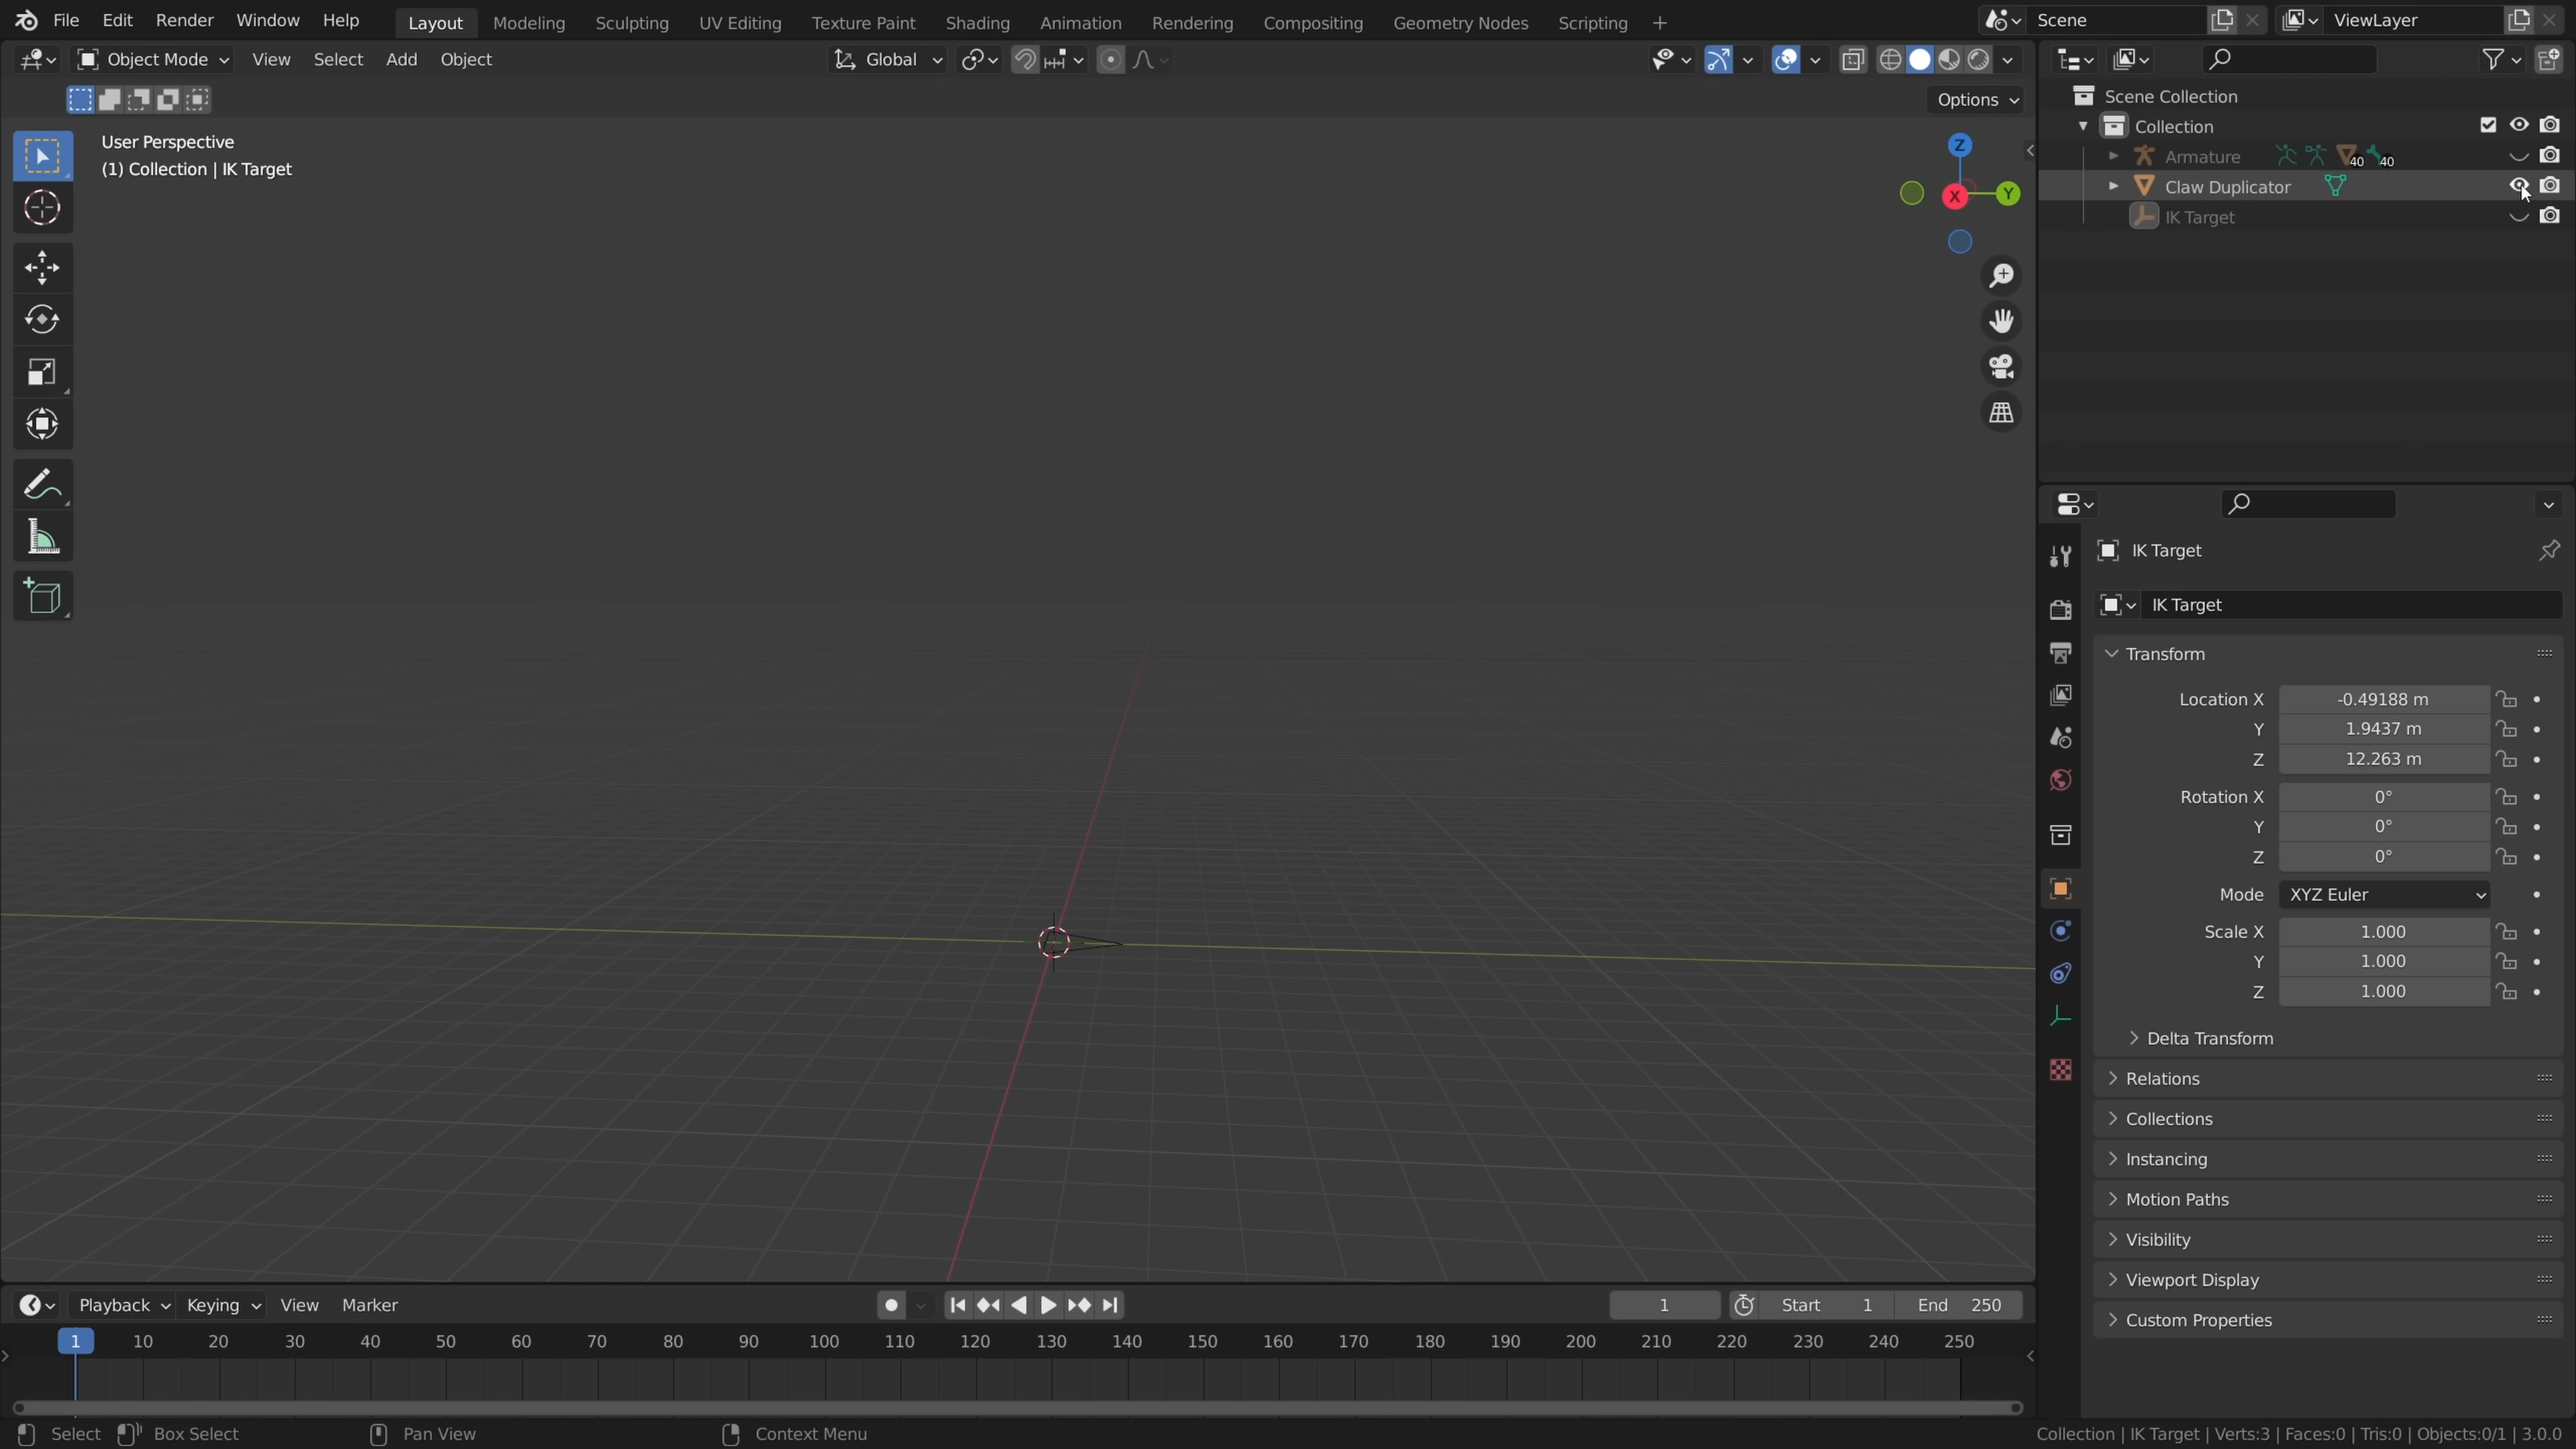 File Edit Render Window Help Layout Modeling Sculpting UV Editing Texture Paint Shading Animation Rendering Compositing Geometry Nodes Scripting + Scene ViewLayer
Object Mode View Select Add Object Global
Options
User Perspective
(1) Collection | IK Target
Z
Y
X
Scene Collection
Collection
Armature 40 40
Claw Duplicator
IK Target
IK Target
IK Target
Transform
Location X -0.49188 m
Y 1.9437 m
Z 12.263 m
Rotation X 0°
Y 0°
Z 0°
Mode XYZ Euler
Scale X 1.000
Y 1.000
Z 1.000
Delta Transform
Relations
Collections
Instancing
Motion Paths
Visibility
Viewport Display
Custom Properties
Playback Keying View Marker 1 Start 1 End 250
1 10 20 30 40 50 60 70 80 90 100 110 120 130 140 150 160 170 180 190 200 210 220 230 240 250
Select Box Select Pan View Context Menu Collection | IK Target | Verts:3 | Faces:0 | Tris:0 | Objects:0/1 | 3.0.0